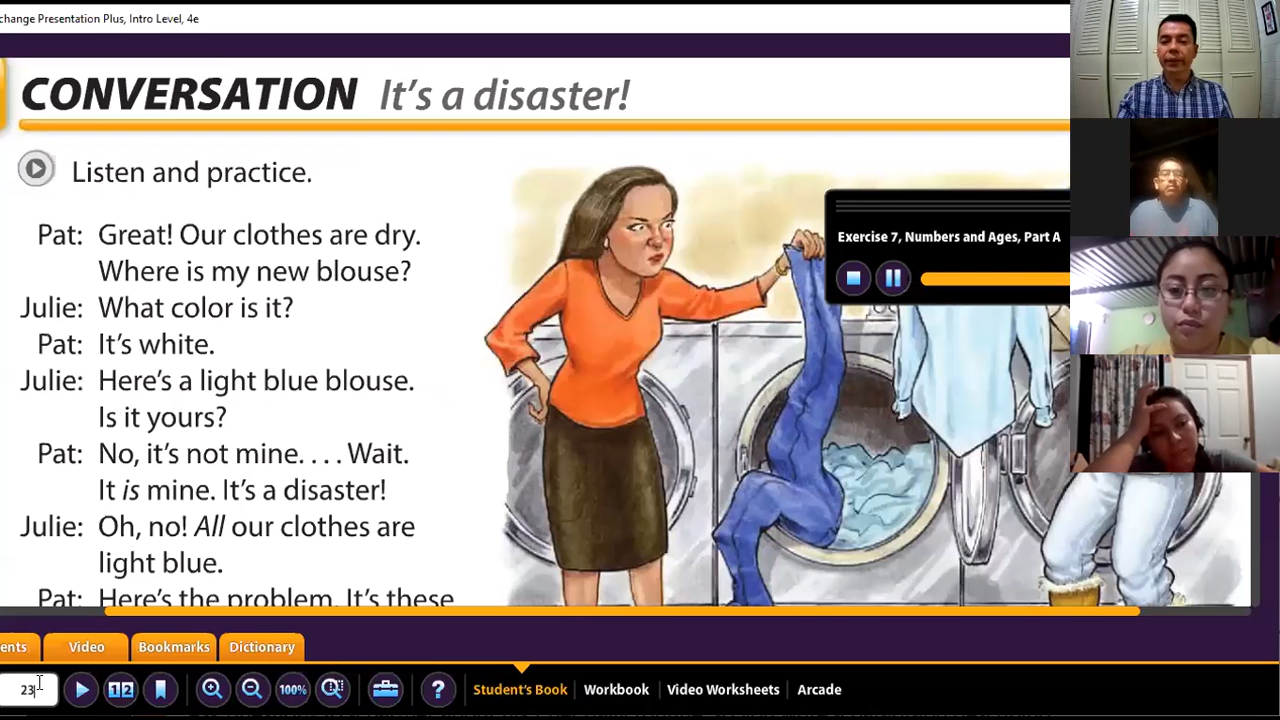 change Presentation Plus, Intro Level, 4e
CONVERSATION It's a disaster!
Listen and practice.
Pat: Great! Our clothes are dry.
Where is my new blouse?
Julie: What color is it?
Pat: It's white.
Julie: Here's a light blue blouse.
Is it yours?
Pat: No, it's not mine. . . . Wait.
It is mine. It's a disaster!
Julie: Oh, no! All our clothes are
light blue.
Pat: Here's the problem. It's these
Exercise 7, Numbers and Ages, Part A
ents Video Bookmarks Dictionary
23 1 2 100% ? Student's Book Workbook Video Worksheets Arcade